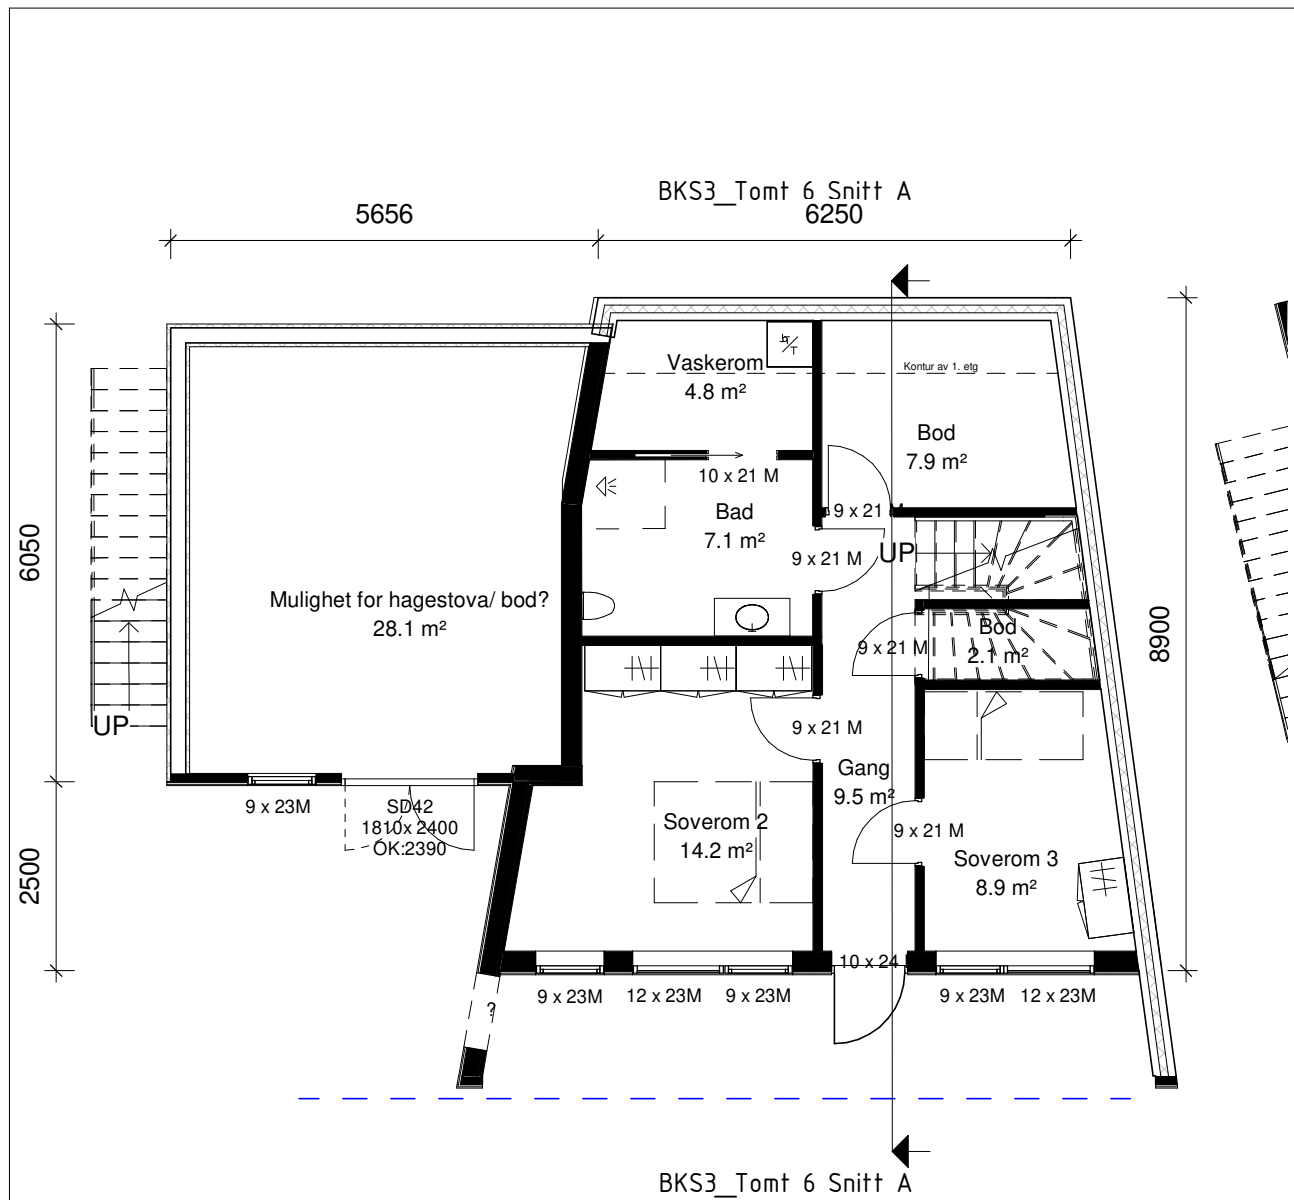 BKS3_Tomt 6 Snitt A
5656
6250
Vaskerom
4.8 m²
Kontur av 1. etg
Bod
7.9 m²
10 x 21 M
9 x 21 M
Bad
7.1 m²
9 x 21 M
UP
6050
Mulighet for hagestova/ bod?
28.1 m²
Bod
2.1 m²
9 x 21 M
8900
UP
9 x 21 M
Gang
9.5 m²
9 x 23M
SD42
1810x 2400
OK:2390
Soverom 2
14.2 m²
9 x 21 M
Soverom 3
8.9 m²
2500
10 x 24
9 x 23M
12 x 23M
9 x 23M
9 x 23M
12 x 23M
?
BKS3_Tomt 6 Snitt A